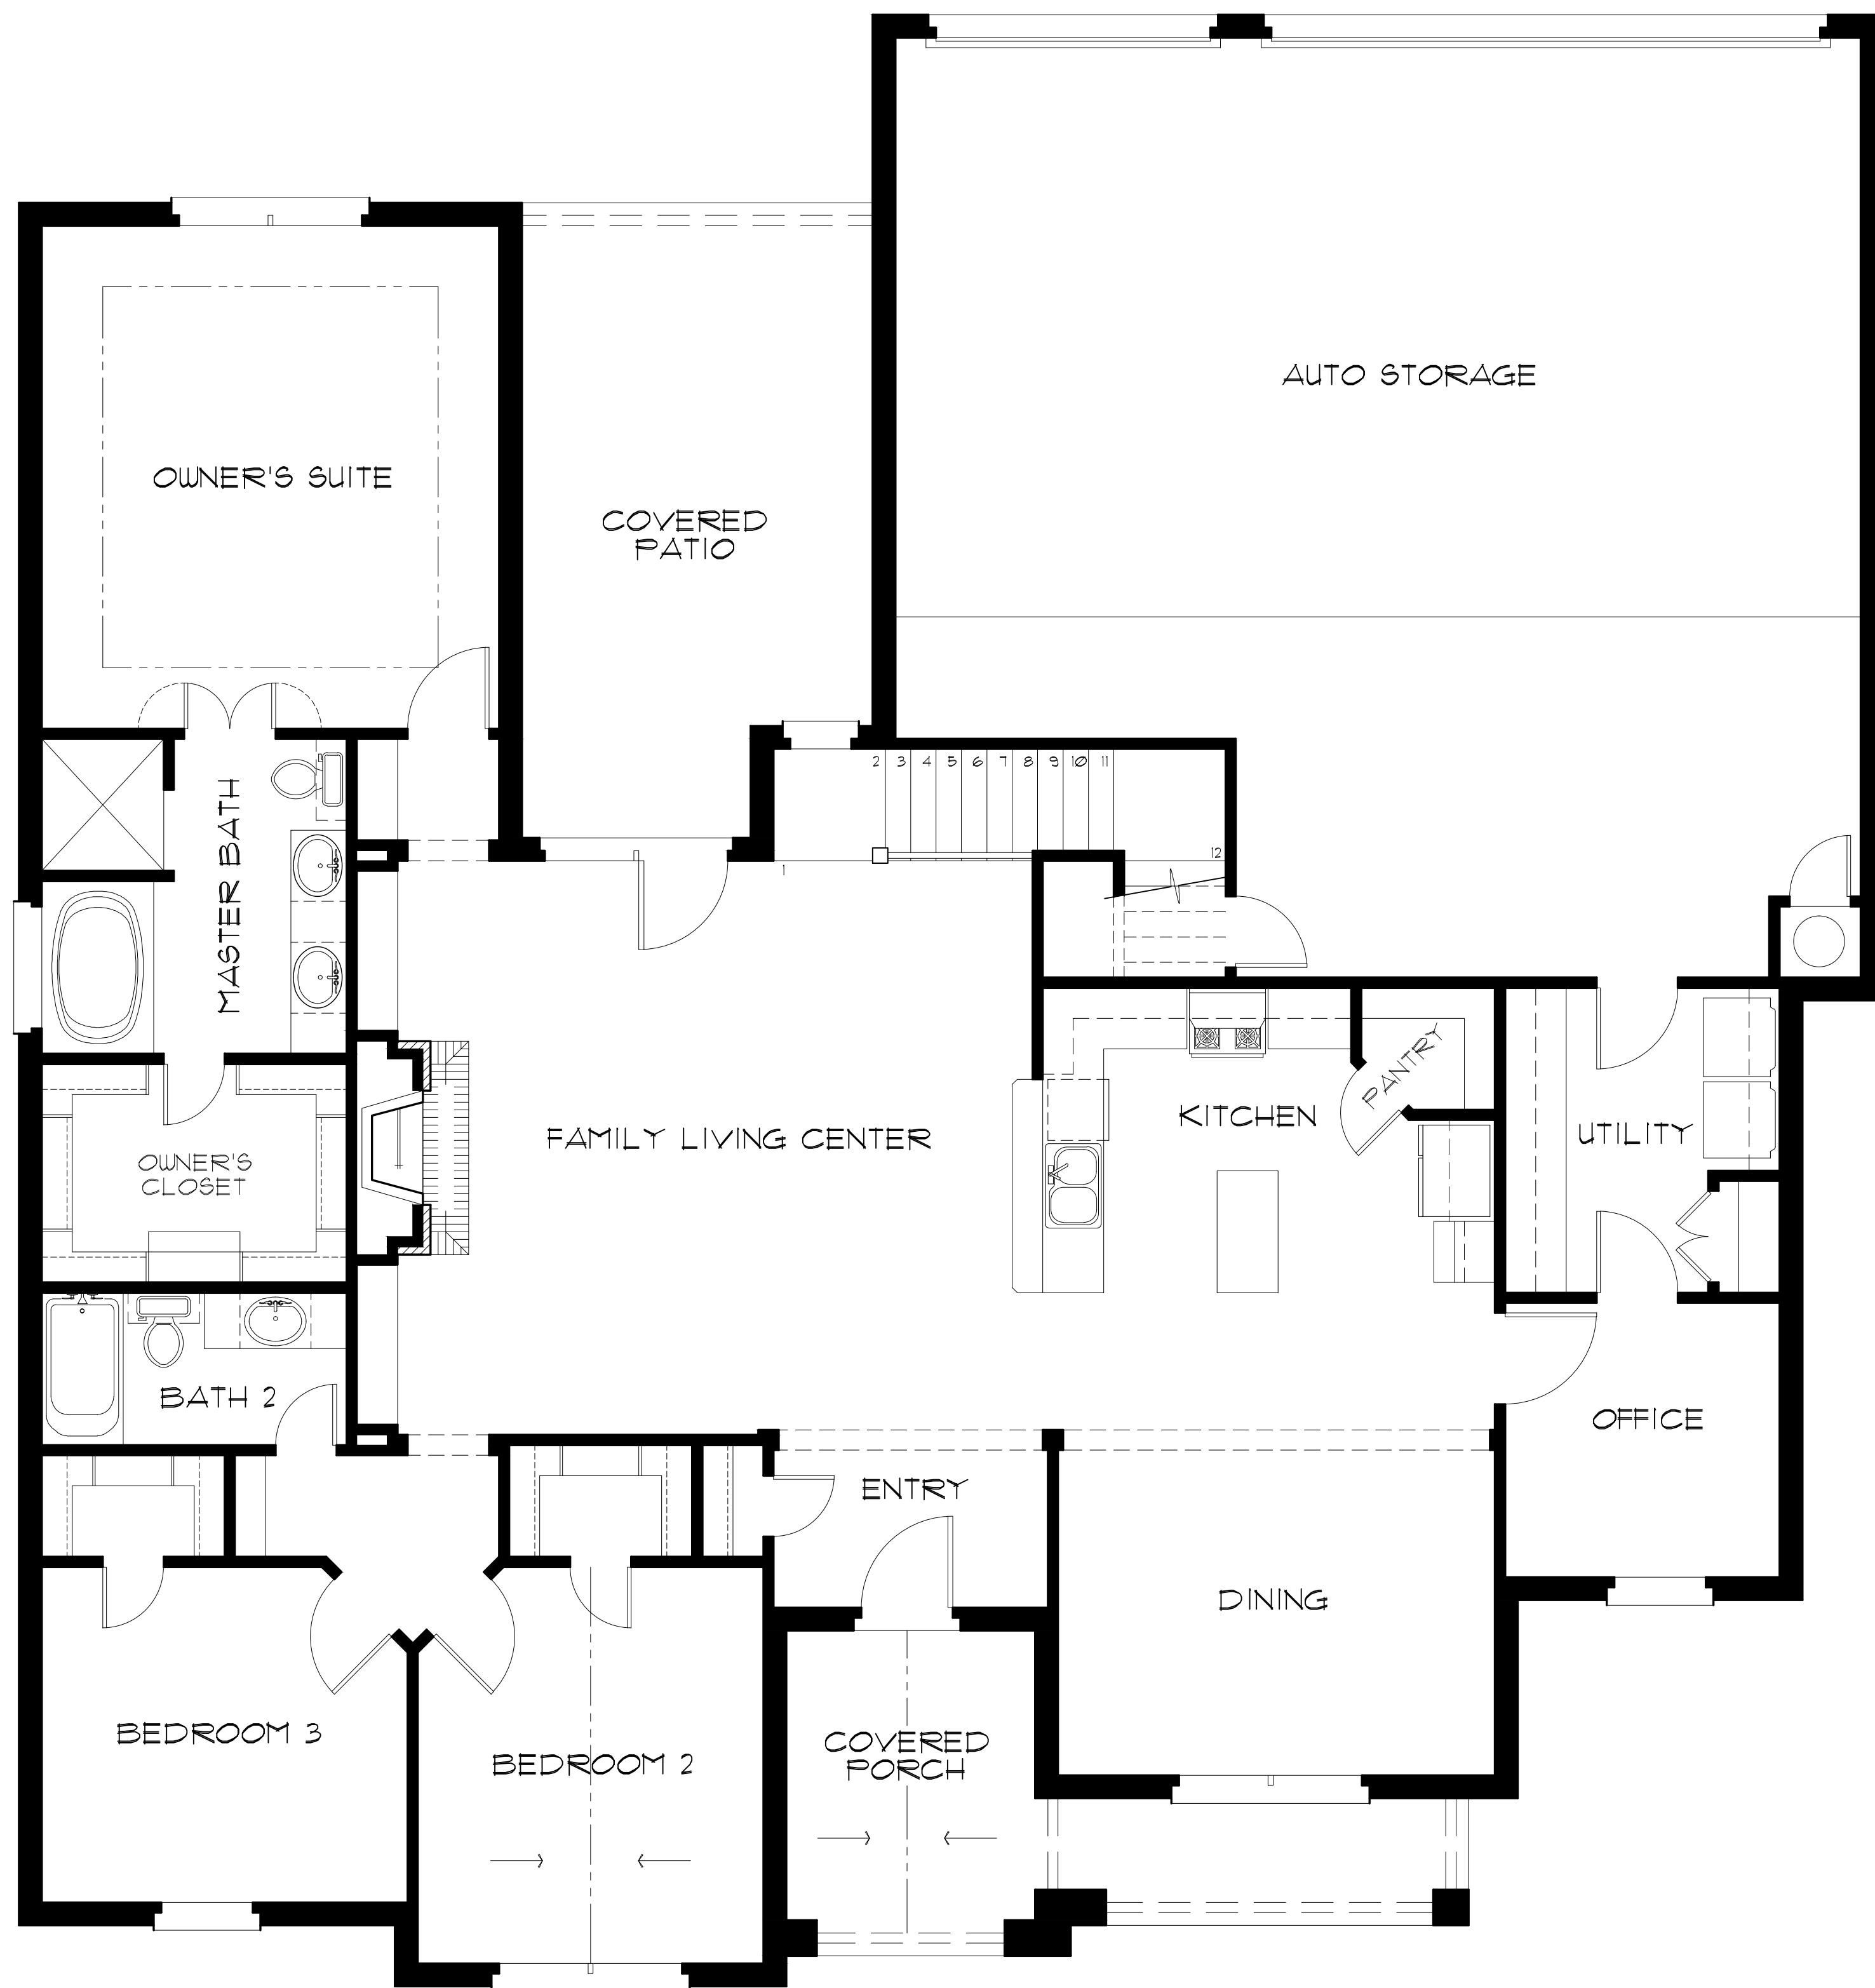 AUTO STORAGE
OWNER'S SUITE
COVERED
PATIO
2 3 4 5 6 7 8 9 10 11
MASTER BATH
12
1
PANTRY
KITCHEN
FAMILY LIVING CENTER
UTILITY
OWNER'S
CLOSET
BATH 2
OFFICE
ENTRY
DINING
BEDROOM 3
COVERED
PORCH
BEDROOM 2